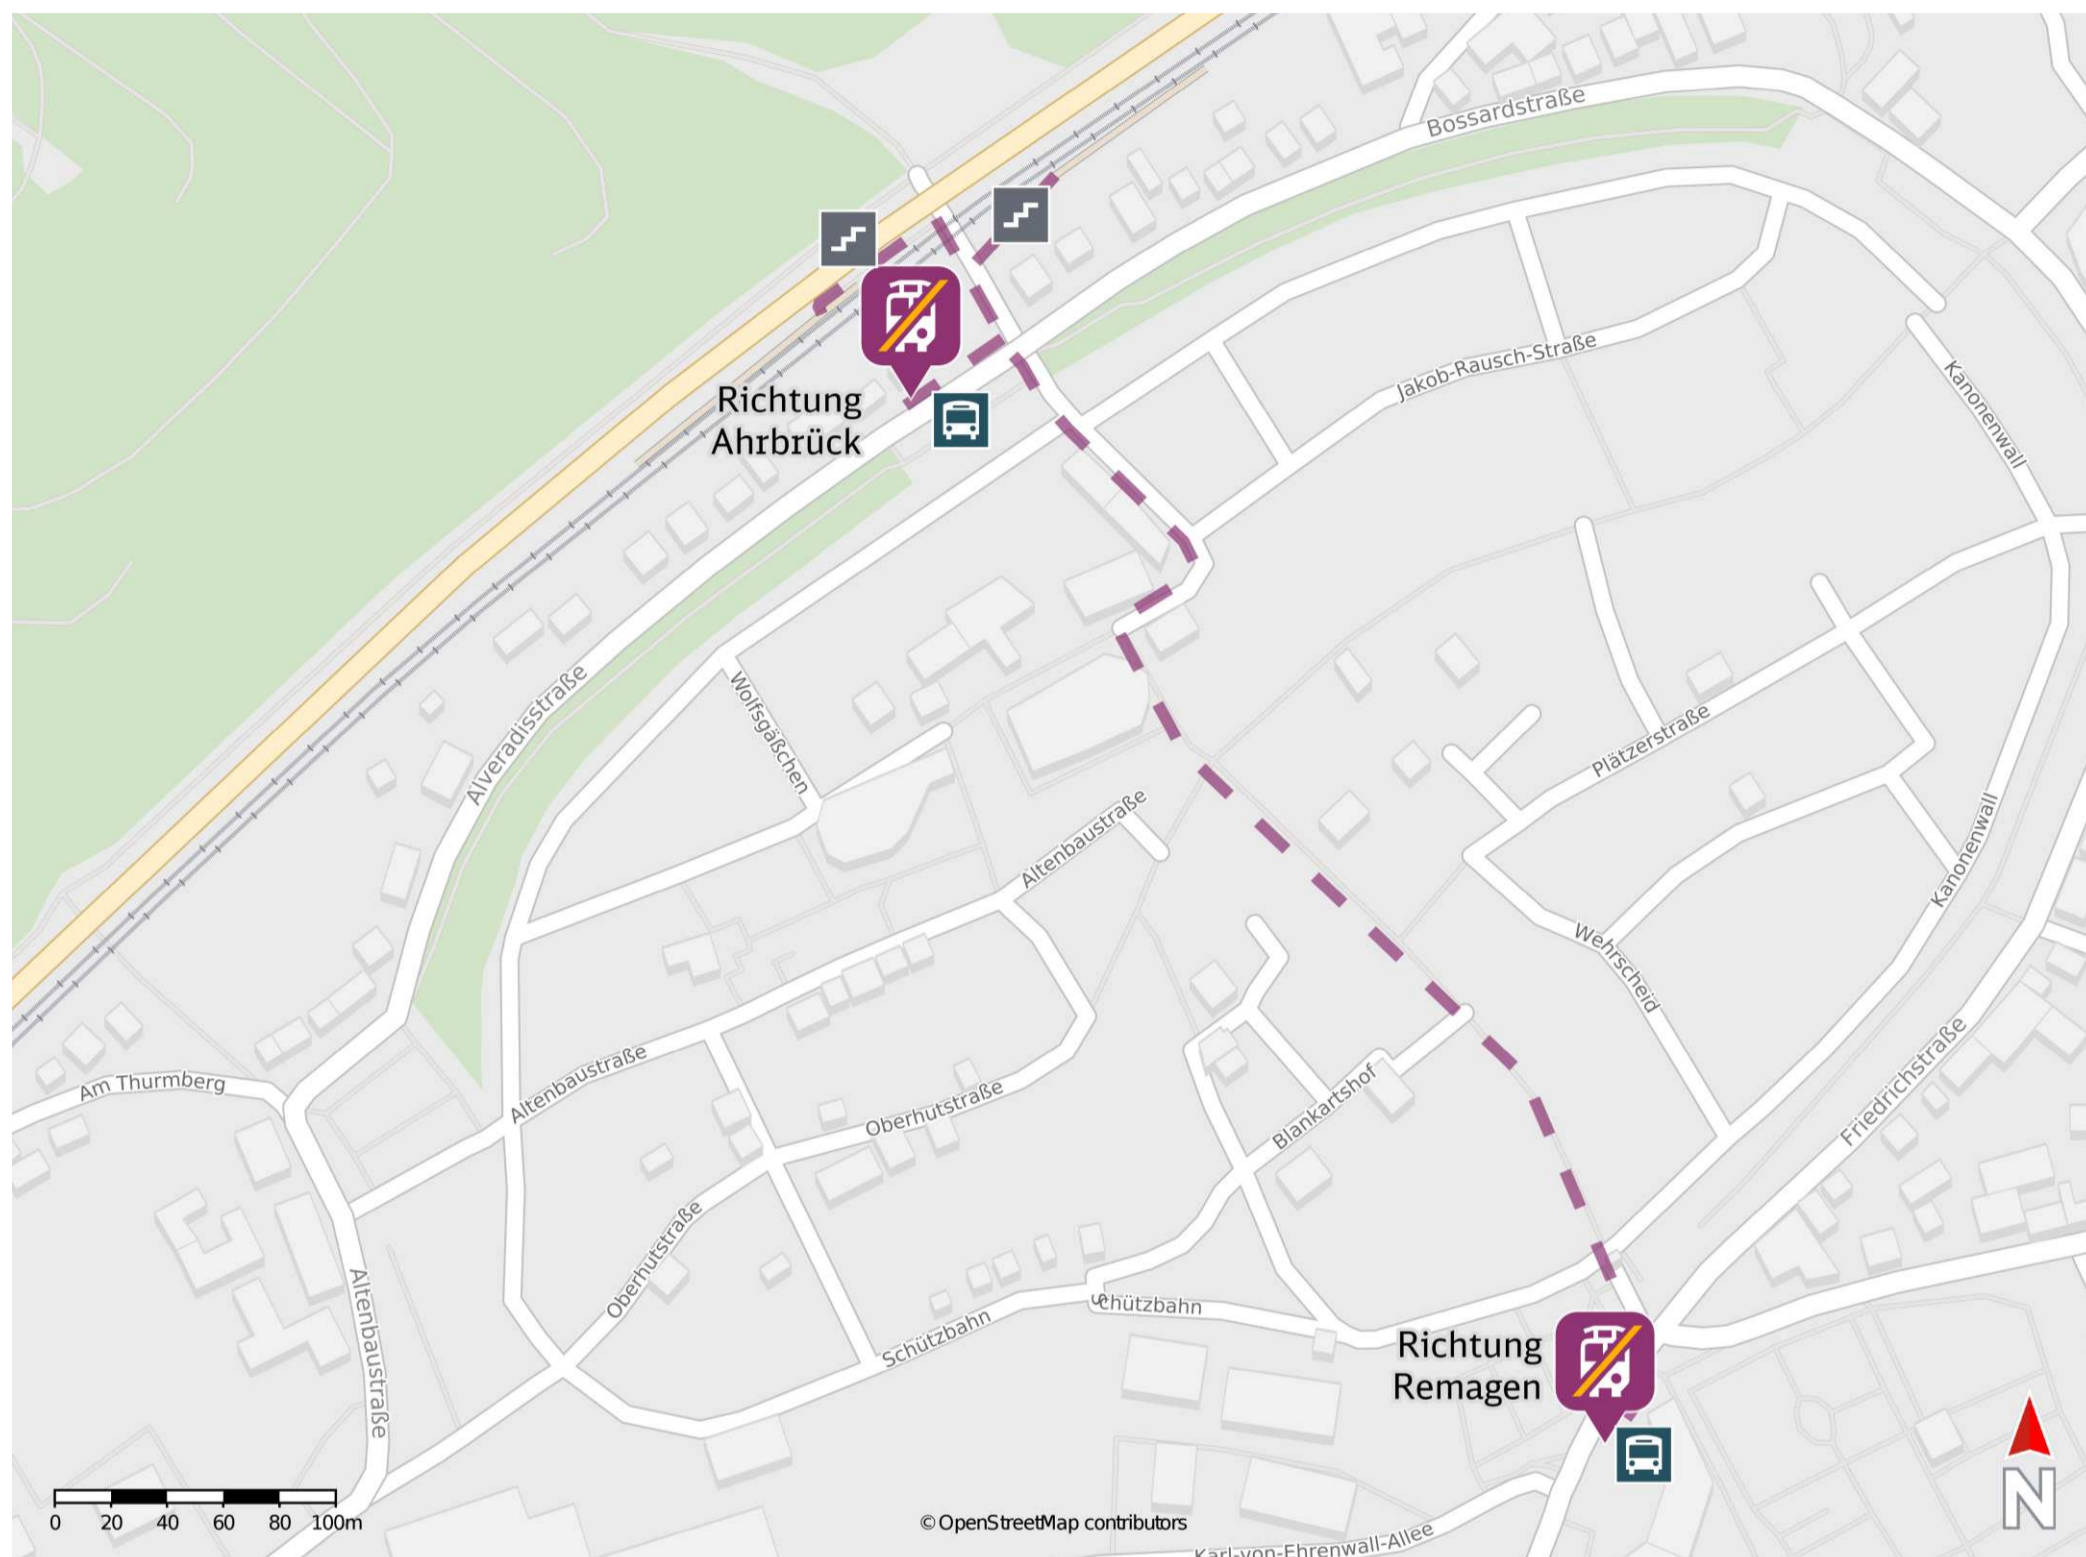 Bossardstraße
Jakob-Rausch-Straße
Kanonenwall
Richtung
Ahrbrück
Alveradisstraße
Wolfsgäßchen
Plätzerstraße
Altenbaustraße
Kanonenwall
Wehrscheid
Friedrichstraße
Am Thurmberg
Altenbaustraße
Oberhutstraße
Blankartshof
Oberhutstraße
Altenbaustraße
Schützbahn
Schützbahn
Richtung
Remagen
N
0 20 40 60 80 100m
© OpenStreetMap contributors
Karl-von-Ehrenwall-Allee